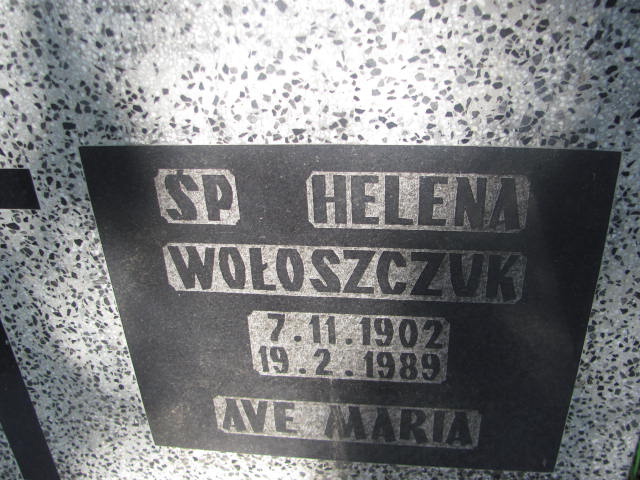 ŚP HELENA
WOŁOSZCZUK
7.11.1902
19.2.1989
AVE MARIA